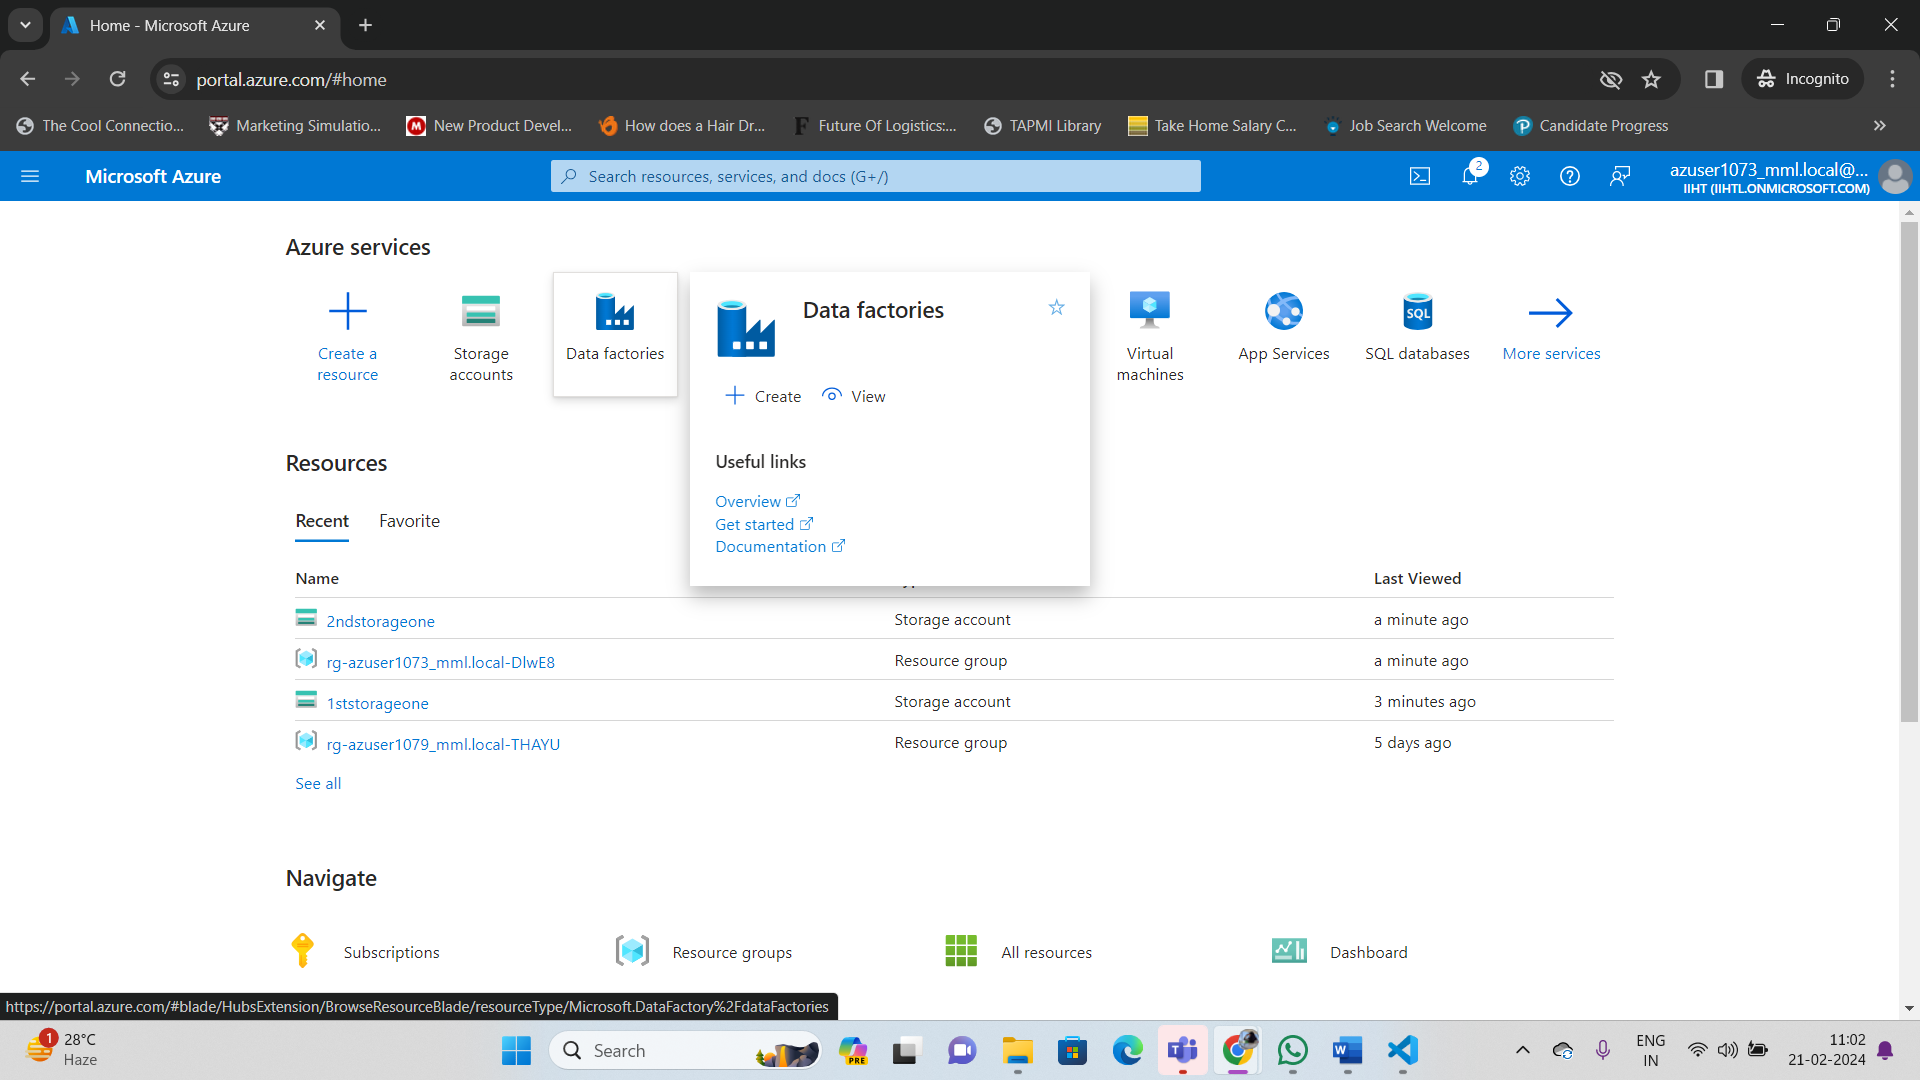 Home - Microsoft Azure
portal.azure.com/#home
Incognito
The Cool Connectio...
Marketing Simulatio...
New Product Devel...
How does a Hair Dr...
Future Of Logistics:...
TAPMI Library
Take Home Salary C...
Job Search Welcome
Candidate Progress
Microsoft Azure
Search resources, services, and docs (G+/)
2
azuser1073_mml.local@...
IIHT (IIHTL.ONMICROSOFT.COM)
Azure services
Create a
resource
Storage
accounts
Data factories
Data factories
Create
View
Useful links
Overview
Get started
Documentation
Virtual
machines
App Services
SQL
SQL databases
More services
Resources
Recent
Favorite
Name
Last Viewed
2ndstorageone
Storage account
a minute ago
rg-azuser1073_mml.local-DlwE8
Resource group
a minute ago
1ststorageone
Storage account
3 minutes ago
rg-azuser1079_mml.local-THAYU
Resource group
5 days ago
See all
Navigate
Subscriptions
Resource groups
All resources
Dashboard
https://portal.azure.com/#blade/HubsExtension/BrowseResourceBlade/resourceType/Microsoft.DataFactory%2FdataFactories
1
28°C
Haze
Search
PRE
ENG
IN
11:02
21-02-2024